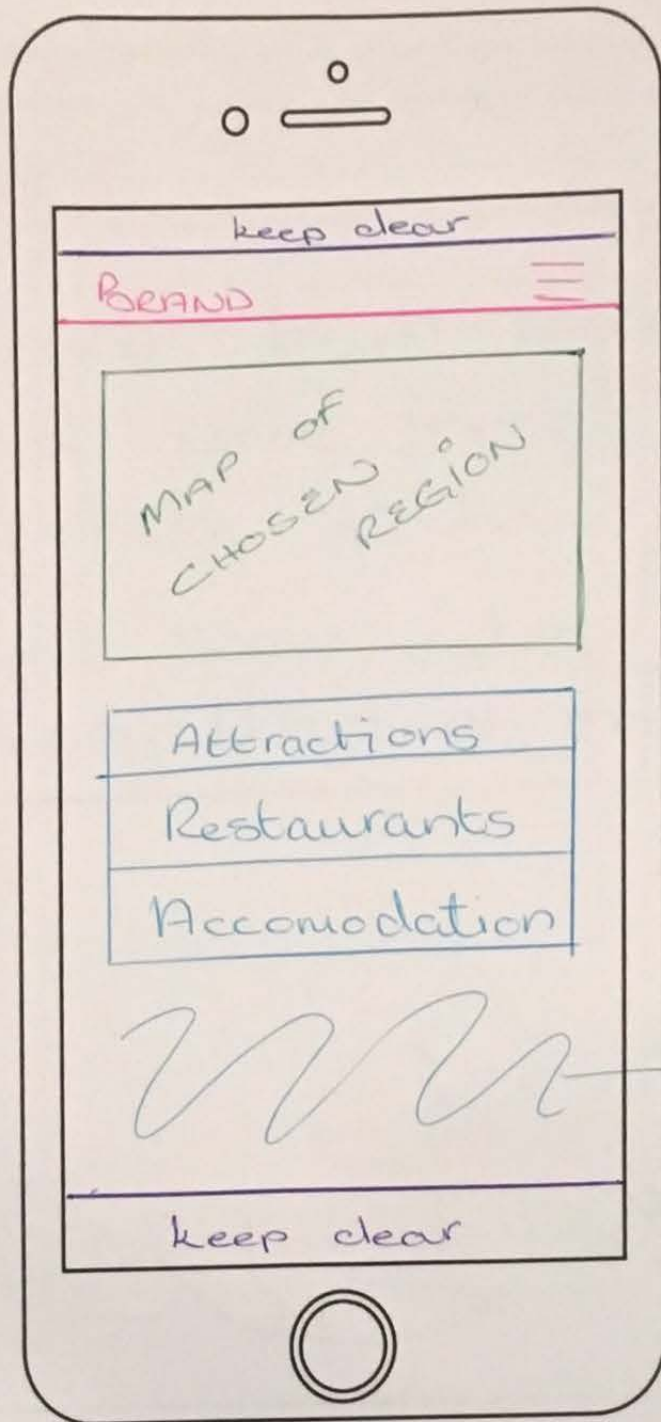 keep clear
BRAND
MAP OF
CHOSEN
REGION
Attractions
Restaurants
Accomodation
keep clear